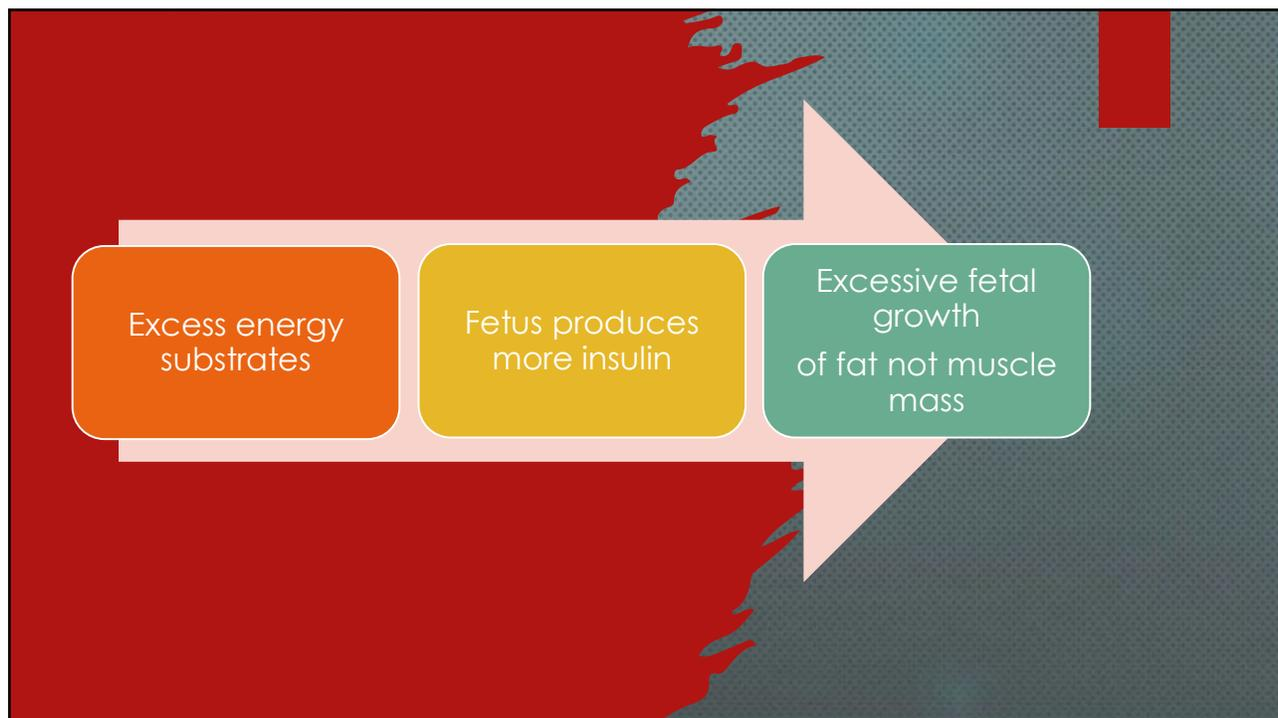 Excess energy
substrates
Fetus produces
more insulin
Excessive fetal
growth
of fat not muscle
mass